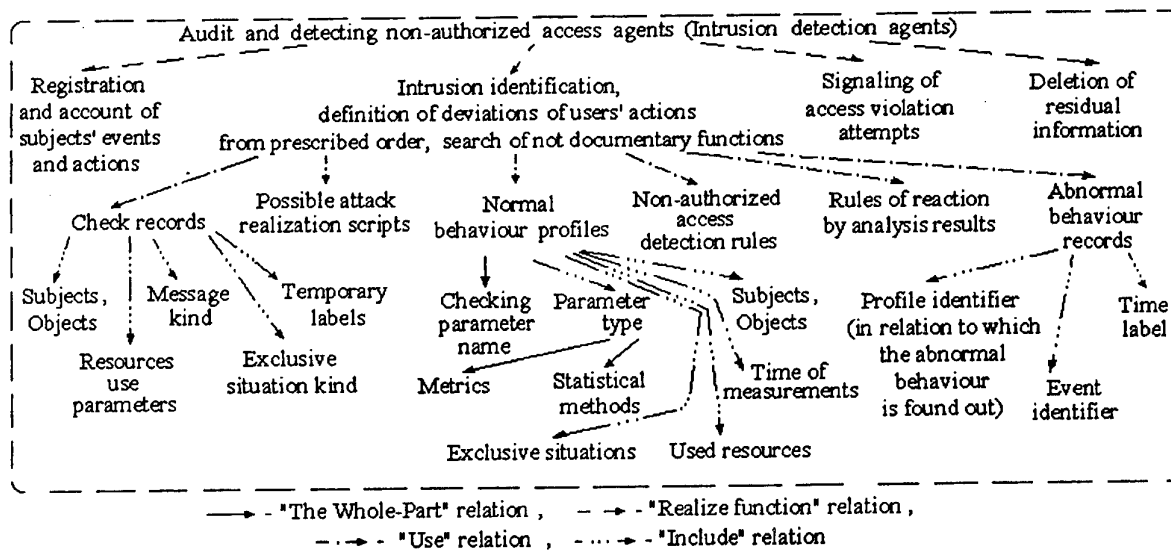 Audit and detecting non-authorized access agents (Intrusion detection agents)
Registration
and account of
subjects' events
and actions
Intrusion identification,
definition of deviations of users' actions
from prescribed order, search of not documentary functions
Signaling of
access violation
attempts
Deletion of
residual
information
Check records
Possible attack
realization scripts
Normal
behaviour profiles
Non-authorized
access
detection rules
Rules of reaction
by analysis results
Abnormal
behaviour
records
Subjects,
Objects
Message
kind
Temporary
labels
Resources
use
parameters
Exclusive
situation kind
Checking
parameter
name
Parameter
type
Subjects,
Objects
Metrics
Statistical
methods
Time of
measurements
Exclusive situations
Used resources
Profile identifier
(in relation to which
the abnormal
behaviour
is found out)
Event
identifier
Time
label
- "The Whole-Part" relation ,
- "Realize function" relation ,
- "Use" relation ,
- "Include" relation